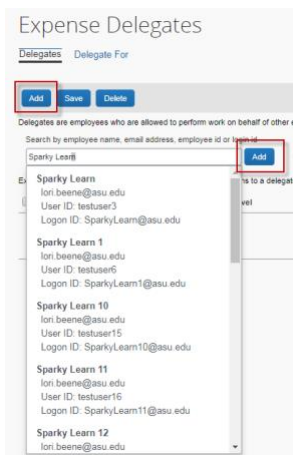 Expense Delegates
Delegates Delegate For
Add Save Delete
Delegates are employees who are allowed to perform work on behalf of other e
Search by employee name, email address, employee id or login id
Sparky Learn Add
Ex ns to a delegat
vel
Sparky Learn
lori.beene@asu.edu
User ID: testuser3
Logon ID: SparkyLearn@asu.edu
Sparky Learn 1
lori.beene@asu.edu
User ID: testuser6
Logon ID: SparkyLearn1@asu.edu
Sparky Learn 10
lori.beene@asu.edu
User ID: testuser15
Logon ID: SparkyLearn10@asu.edu
Sparky Learn 11
lori.beene@asu.edu
User ID: testuser16
Logon ID: SparkyLearn11@asu.edu
Sparky Learn 12
lori.beene@asu.edu